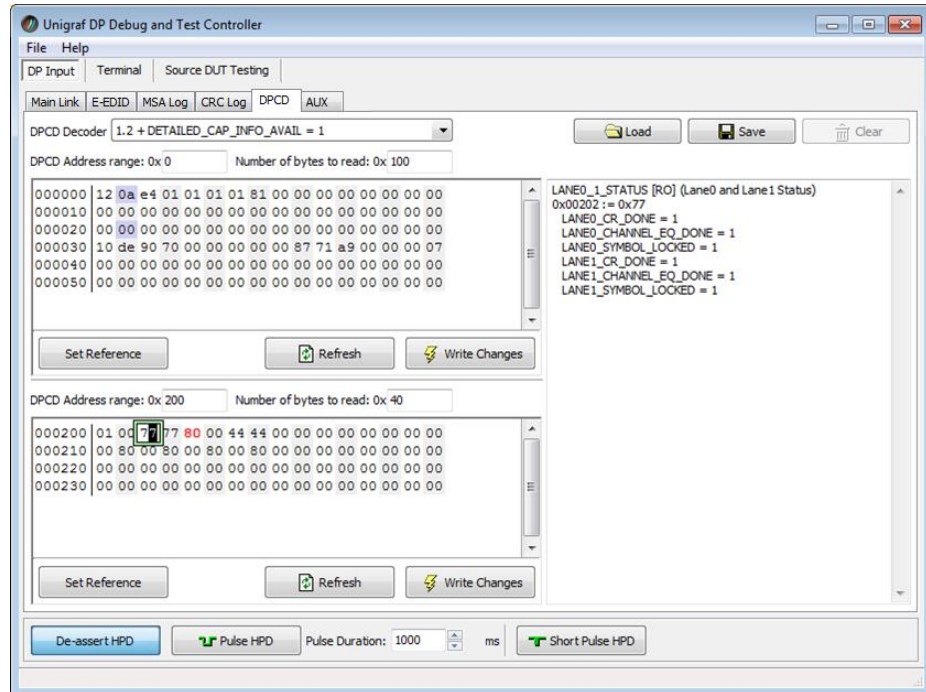 Unigraf DP Debug and Test Controller
File Help
DP Input Terminal Source DUT Testing
Main Link E-EDID MSA Log CRC Log DPCD AUX
DPCD Decoder 1.2 + DETAILED_CAP_INFO_AVAIL = 1
Load Save Clear
DPCD Address range: 0x 0 Number of bytes to read: 0x 100
000000 12 0a e4 01 01 01 01 81 00 00 00 00 00 00 00 00
000010 00 00 00 00 00 00 00 00 00 00 00 00 00 00 00 00
000020 00 00 00 00 00 00 00 00 00 00 00 00 00 00 00 00
000030 10 de 90 70 00 00 00 00 00 87 71 a9 00 00 00 07
000040 00 00 00 00 00 00 00 00 00 00 00 00 00 00 00 00
000050 00 00 00 00 00 00 00 00 00 00 00 00 00 00 00 00
Set Reference Refresh Write Changes
DPCD Address range: 0x 200 Number of bytes to read: 0x 40
000200 01 00 77 77 80 00 44 44 00 00 00 00 00 00 00 00
000210 00 80 00 80 00 80 00 80 00 00 00 00 00 00 00 00
000220 00 00 00 00 00 00 00 00 00 00 00 00 00 00 00 00
000230 00 00 00 00 00 00 00 00 00 00 00 00 00 00 00 00
Set Reference Refresh Write Changes
LANE0_1_STATUS [RO] (Lane0 and Lane1 Status)
0x00202 := 0x77
LANE0_CR_DONE = 1
LANE0_CHANNEL_EQ_DONE = 1
LANE0_SYMBOL_LOCKED = 1
LANE1_CR_DONE = 1
LANE1_CHANNEL_EQ_DONE = 1
LANE1_SYMBOL_LOCKED = 1
De-assert HPD Pulse HPD Pulse Duration: 1000 ms Short Pulse HPD